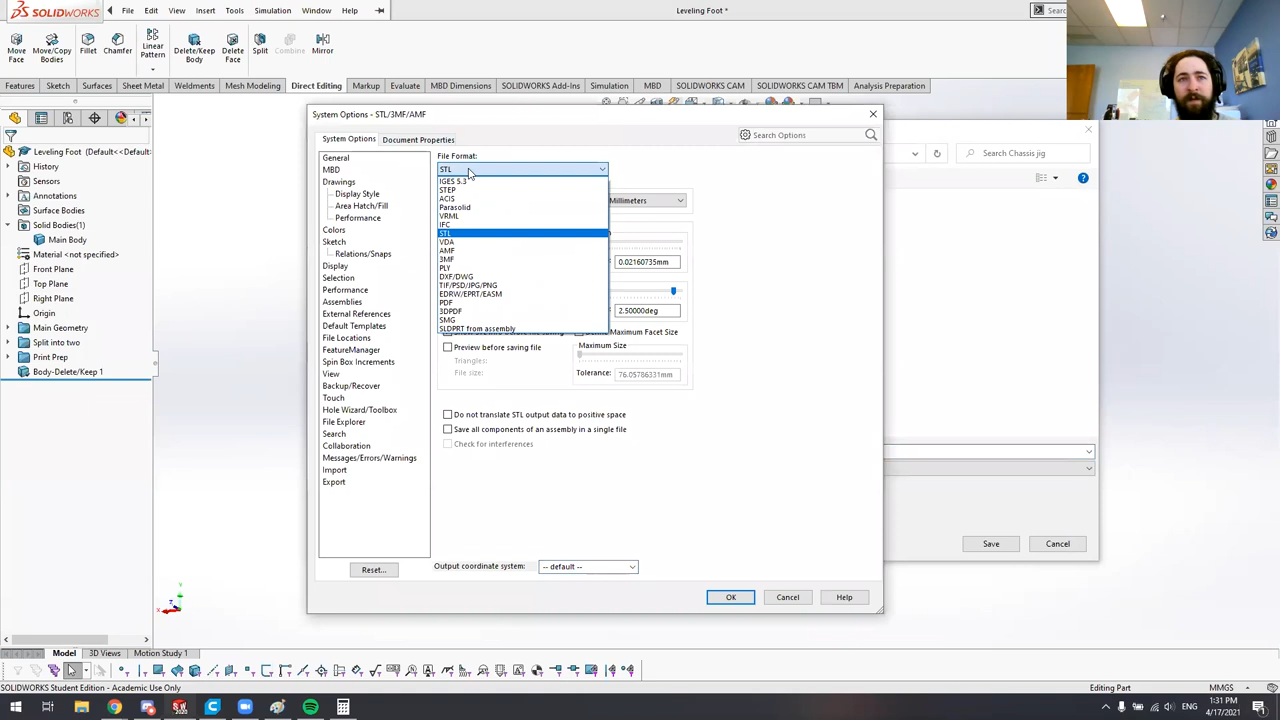 SOLIDWORKS
File
Edit
View
Insert
Tools
Simulation
Window
Help
Leveling Foot *
Search
Move Face
Move/Copy Bodies
Fillet
Chamfer
Linear Pattern
Delete/Keep Body
Delete Face
Split
Combine
Mirror
Features
Sketch
Surfaces
Sheet Metal
Weldments
Mesh Modeling
Direct Editing
Markup
Evaluate
MBD Dimensions
SOLIDWORKS Add-Ins
Simulation
MBD
SOLIDWORKS CAM
SOLIDWORKS CAM TBM
Analysis Preparation
Leveling Foot (Default<<Default>
History
Sensors
Annotations
Surface Bodies
Solid Bodies(1)
Main Body
Material <not specified>
Front Plane
Top Plane
Right Plane
Origin
Main Geometry
Split into two
Print Prep
Body-Delete/Keep 1
System Options - STL/3MF/AMF
System Options
Document Properties
Search Options
General
MBD
Drawings
Display Style
Area Hatch/Fill
Performance
Colors
Sketch
Relations/Snaps
Display
Selection
Performance
Assemblies
External References
Default Templates
File Locations
FeatureManager
Spin Box Increments
View
Backup/Recover
Touch
Hole Wizard/Toolbox
File Explorer
Search
Collaboration
Messages/Errors/Warnings
Import
Export
Reset...
File Format:
STL
IGES 5.3
STEP
ACIS
Parasolid
VRML
IFC
STL
VDA
AMF
3MF
PLY
DXF/DWG
TIF/PSD/JPG/PNG
EDRW/EPRT/EASM
PDF
3DPDF
SMG
SLDPRT from assembly
Millimeters
0.02160735mm
2.50000deg
Maximum Facet Size
Preview before saving file
Triangles:
File size:
Maximum Size
Tolerance:
76.05786331mm
Do not translate STL output data to positive space
Save all components of an assembly in a single file
Check for interferences
Output coordinate system:
-- default --
OK
Cancel
Help
Search Chassis jig
Save
Cancel
Y
Z
X
Model
3D Views
Motion Study 1
SOLIDWORKS Student Edition - Academic Use Only
Editing Part
MMGS
ENG
1:31 PM
4/17/2021